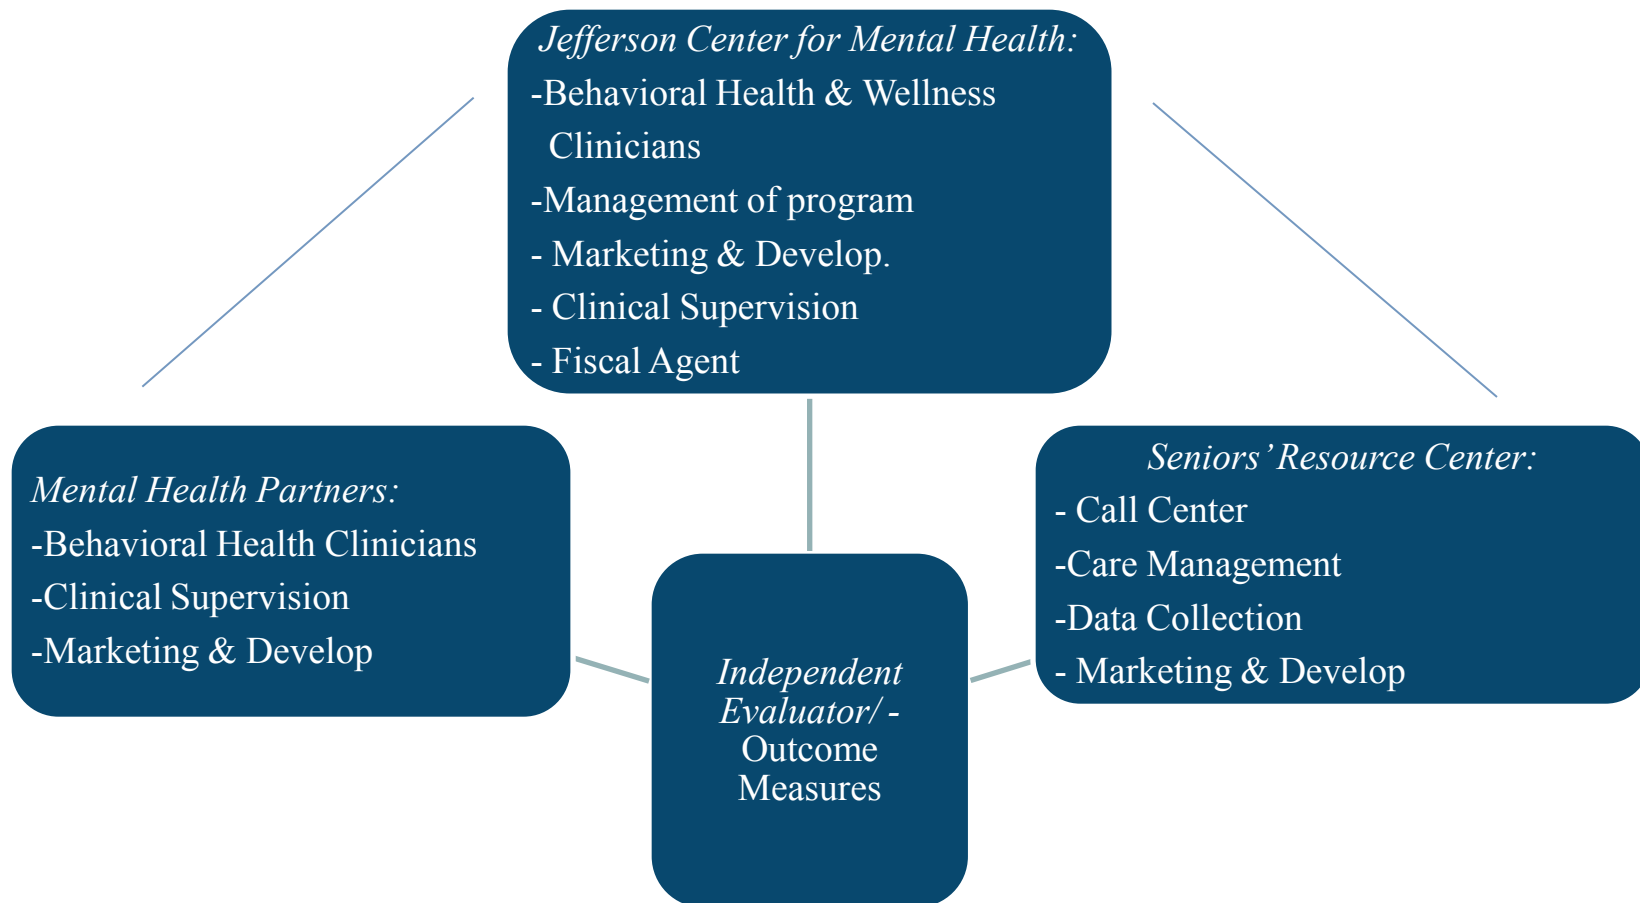 Jefferson Center for Mental Health:
-Behavioral Health & Wellness
Clinicians
-Management of program
- Marketing & Develop.
- Clinical Supervision
- Fiscal Agent
Mental Health Partners:
-Behavioral Health Clinicians
-Clinical Supervision
-Marketing & Develop
Seniors’ Resource Center:
- Call Center
-Care Management
-Data Collection
- Marketing & Develop
Independent
Evaluator/ -
Outcome
Measures